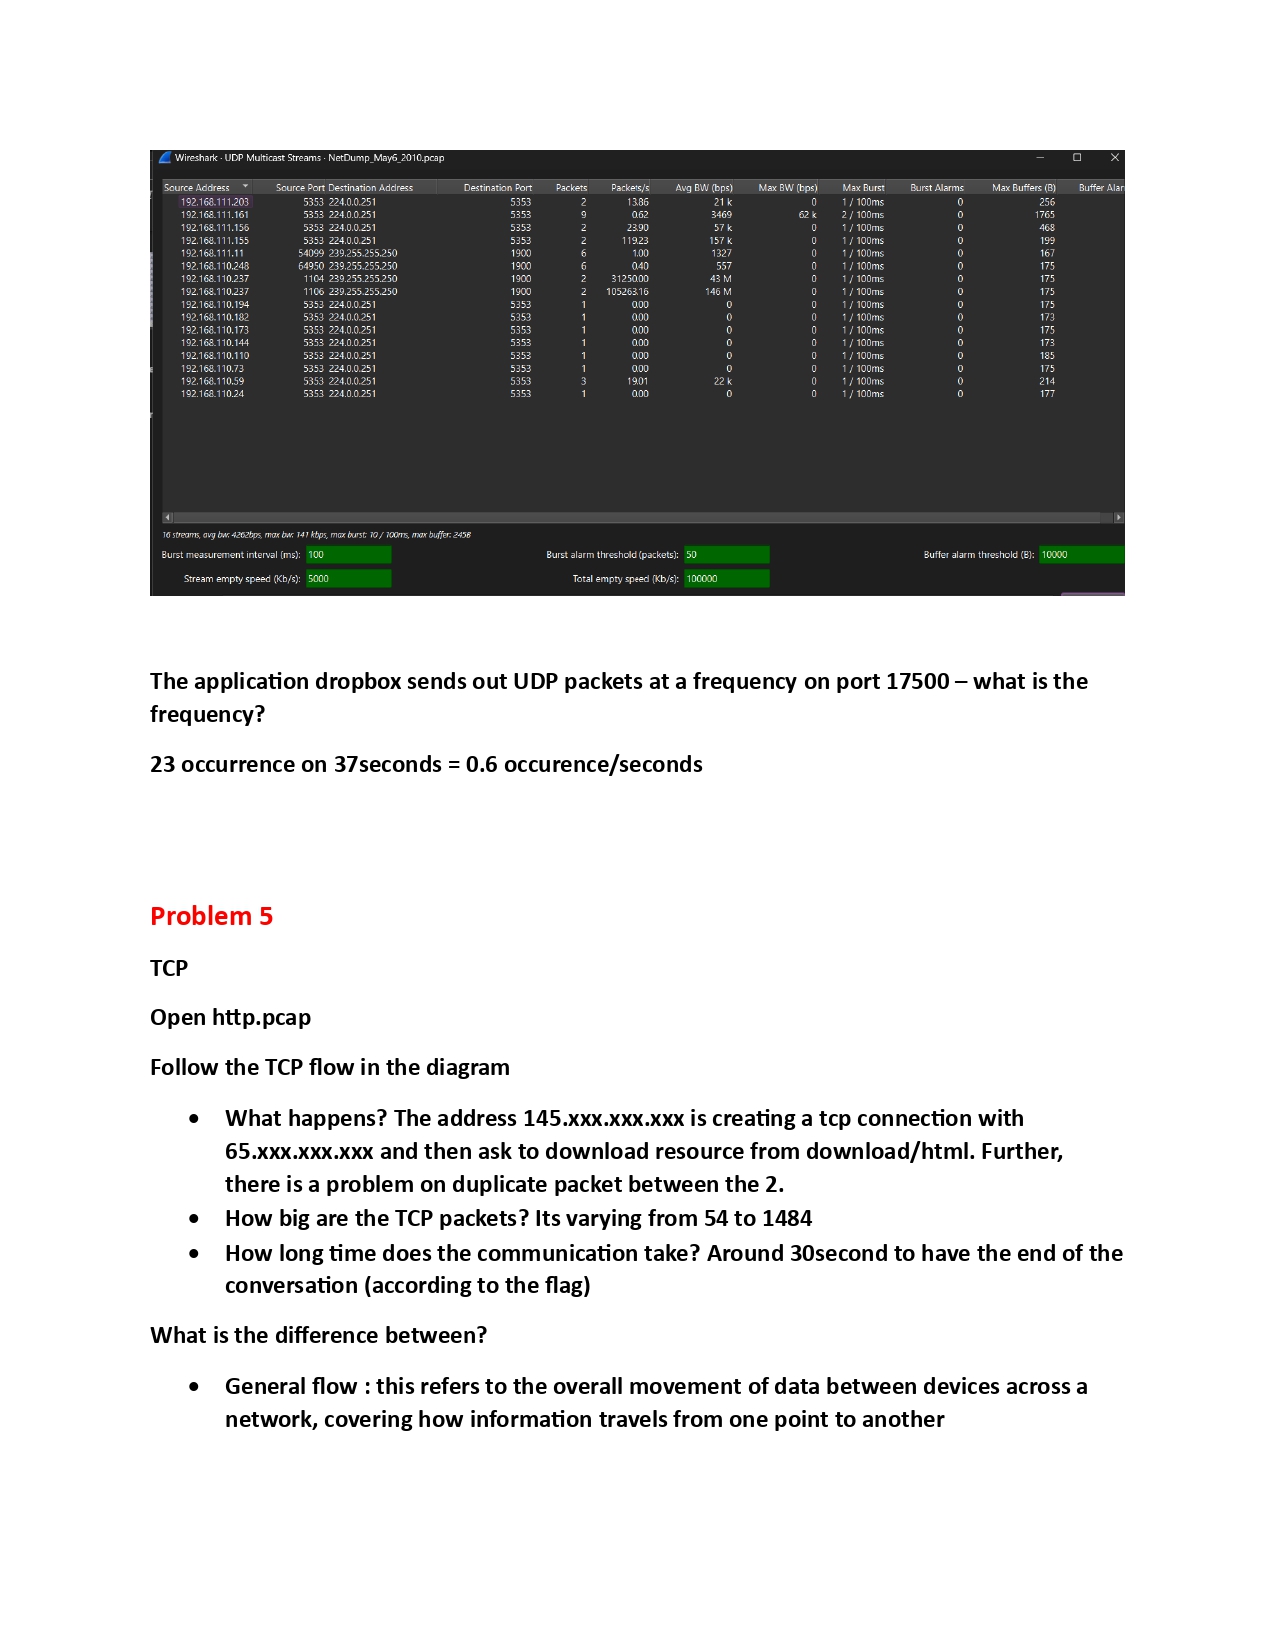 Wireshark · UDP Multicast Streams · NetDump_May6_2010.pcap
Source Address Source Port Destination Address Destination Port Packets Packets/s Avg BW (bps) Max BW (bps) Max Burst Burst Alarms Max Buffers (B) Buffer Alar
192.168.111.203 5353 224.0.0.251 5353 2 13.86 21 k 0 1 / 100ms 0 256
192.168.111.161 5353 224.0.0.251 5353 9 0.62 3469 62 k 2 / 100ms 0 1765
192.168.111.156 5353 224.0.0.251 5353 2 23.90 57 k 0 1 / 100ms 0 468
192.168.111.155 5353 224.0.0.251 5353 2 119.23 157 k 0 1 / 100ms 0 199
192.168.111.11 54099 239.255.255.250 1900 6 1.00 1327 0 1 / 100ms 0 167
192.168.110.248 64950 239.255.255.250 1900 6 0.40 557 0 1 / 100ms 0 175
192.168.110.237 1104 239.255.255.250 1900 2 31250.00 43 M 0 1 / 100ms 0 175
192.168.110.237 1106 239.255.255.250 1900 2 105263.16 146 M 0 1 / 100ms 0 175
192.168.110.194 5353 224.0.0.251 5353 1 0.00 0 0 1 / 100ms 0 175
192.168.110.182 5353 224.0.0.251 5353 1 0.00 0 0 1 / 100ms 0 173
192.168.110.173 5353 224.0.0.251 5353 1 0.00 0 0 1 / 100ms 0 175
192.168.110.144 5353 224.0.0.251 5353 1 0.00 0 0 1 / 100ms 0 173
192.168.110.110 5353 224.0.0.251 5353 1 0.00 0 0 1 / 100ms 0 185
192.168.110.73 5353 224.0.0.251 5353 1 0.00 0 0 1 / 100ms 0 175
192.168.110.59 5353 224.0.0.251 5353 3 19.01 22 k 0 1 / 100ms 0 214
192.168.110.24 5353 224.0.0.251 5353 1 0.00 0 0 1 / 100ms 0 177
16 streams, avg bw: 4262bps, max bw: 141 kbps, max burst: 10 / 100ms, max buffer: 245B
Burst measurement interval (ms): 100 Burst alarm threshold (packets): 50 Buffer alarm threshold (B): 10000
Stream empty speed (Kb/s): 5000 Total empty speed (Kb/s): 100000
The application dropbox sends out UDP packets at a frequency on port 17500 – what is the
frequency?
23 occurrence on 37seconds = 0.6 occurence/seconds
Problem 5
TCP
Open http.pcap
Follow the TCP flow in the diagram
• What happens? The address 145.xxx.xxx.xxx is creating a tcp connection with
65.xxx.xxx.xxx and then ask to download resource from download/html. Further,
there is a problem on duplicate packet between the 2.
• How big are the TCP packets? Its varying from 54 to 1484
• How long time does the communication take? Around 30second to have the end of the
conversation (according to the flag)
What is the difference between?
• General flow : this refers to the overall movement of data between devices across a
network, covering how information travels from one point to another